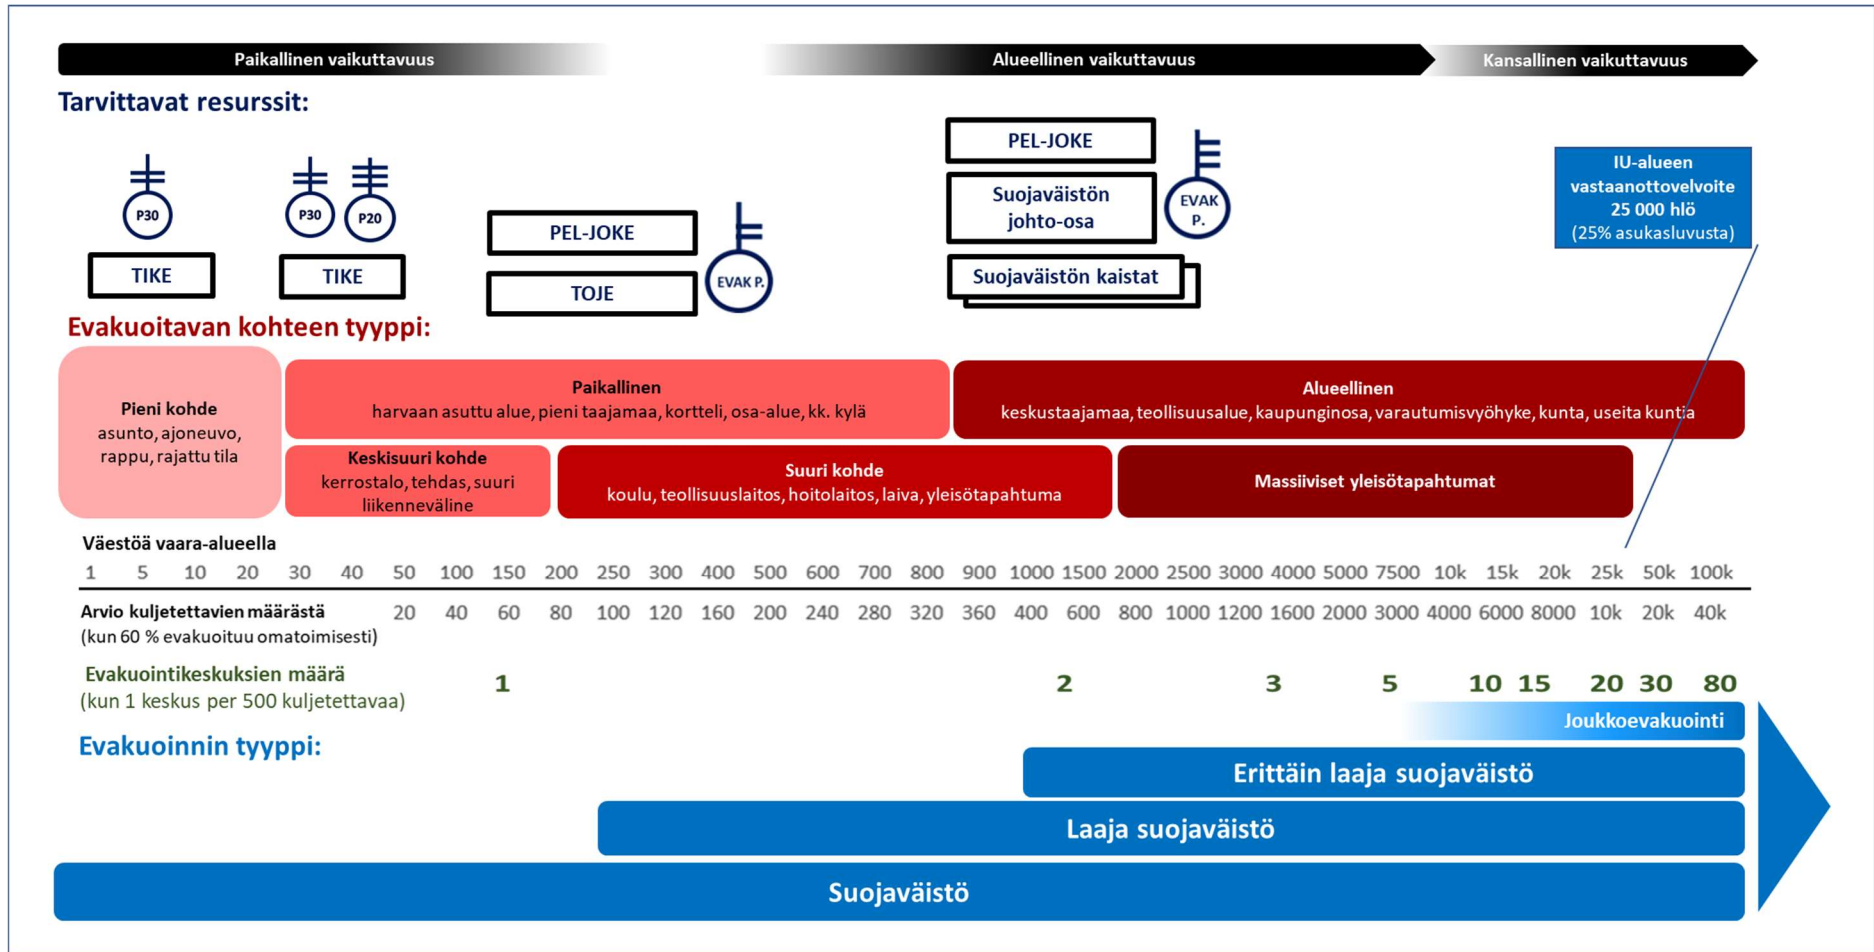 Paikallinen vaikuttavuus
Alueellinen vaikuttavuus
Kansallinen vaikuttavuus
Tarvittavat resurssit:
P30
TIKE
P30
P20
TIKE
PEL-JOKE
TOJE
EVAK P.
PEL-JOKE
Suojaväistön
johto-osa
Suojaväistön kaistat
EVAK
P.
IU-alueen
vastaanottovelvoite
25 000 hlö
(25% asukasluvusta)
Evakuoitavan kohteen tyyppi:
Pieni kohde
asunto, ajoneuvo,
rappu, rajattu tila
Paikallinen
harvaan asuttu alue, pieni taajamaa, kortteli, osa-alue, kk. kylä
Alueellinen
keskustaajamaa, teollisuusalue, kaupunginosa, varautumisvyöhyke, kunta, useita kuntia
Keskisuuri kohde
kerrostalo, tehdas, suuri
liikenneväline
Suuri kohde
koulu, teollisuuslaitos, hoitolaitos, laiva, yleisötapahtuma
Massiiviset yleisötapahtumat
Väestöä vaara-alueella
1 5 10 20 30 40 50 100 150 200 250 300 400 500 600 700 800 900 1000 1500 2000 2500 3000 4000 5000 7500 10k 15k 20k 25k 50k 100k
Arvio kuljetettavien määrästä 20 40 60 80 100 120 160 200 240 280 320 360 400 600 800 1000 1200 1600 2000 3000 4000 6000 8000 10k 20k 40k
(kun 60 % evakuoituu omatoimisesti)
Evakuointikeskuksien määrä 1 2 3 5 10 15 20 30 80
(kun 1 keskus per 500 kuljetettavaa)
Joukkoevakuointi
Evakuoinnin tyyppi:
Erittäin laaja suojaväistö
Laaja suojaväistö
Suojaväistö